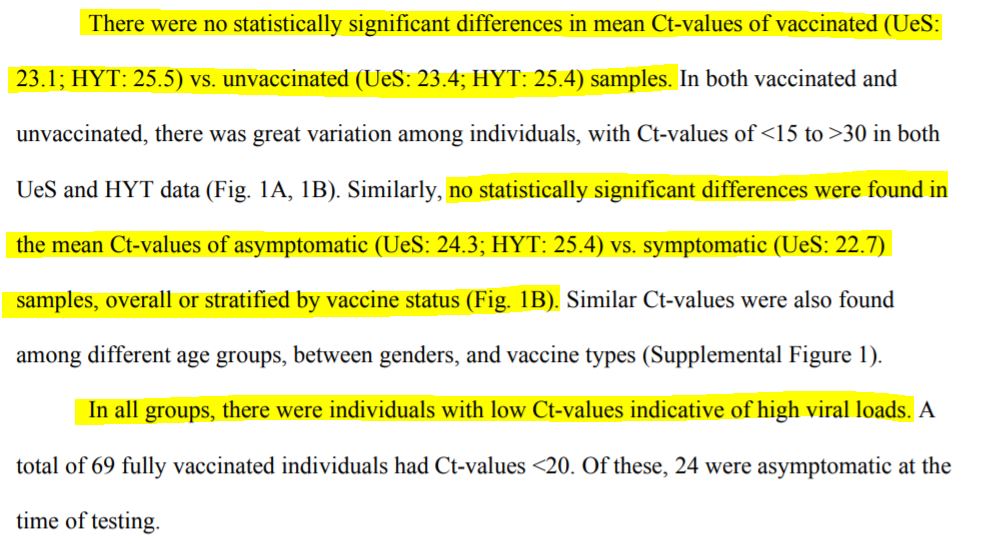 There were no statistically significant differences in mean Ct-values of vaccinated (UeS:
23.1; HYT: 25.5) vs. unvaccinated (UeS: 23.4; HYT: 25.4) samples. In both vaccinated and
unvaccinated, there was great variation among individuals, with Ct-values of <15 to >30 in both
UeS and HYT data (Fig. 1A, 1B). Similarly, no statistically significant differences were found in
the mean Ct-values of asymptomatic (UeS: 24.3; HYT: 25.4) vs. symptomatic (UeS: 22.7)
samples, overall or stratified by vaccine status (Fig. 1B). Similar Ct-values were also found
among different age groups, between genders, and vaccine types (Supplemental Figure 1).
In all groups, there were individuals with low Ct-values indicative of high viral loads. A
total of 69 fully vaccinated individuals had Ct-values <20. Of these, 24 were asymptomatic at the
time of testing.